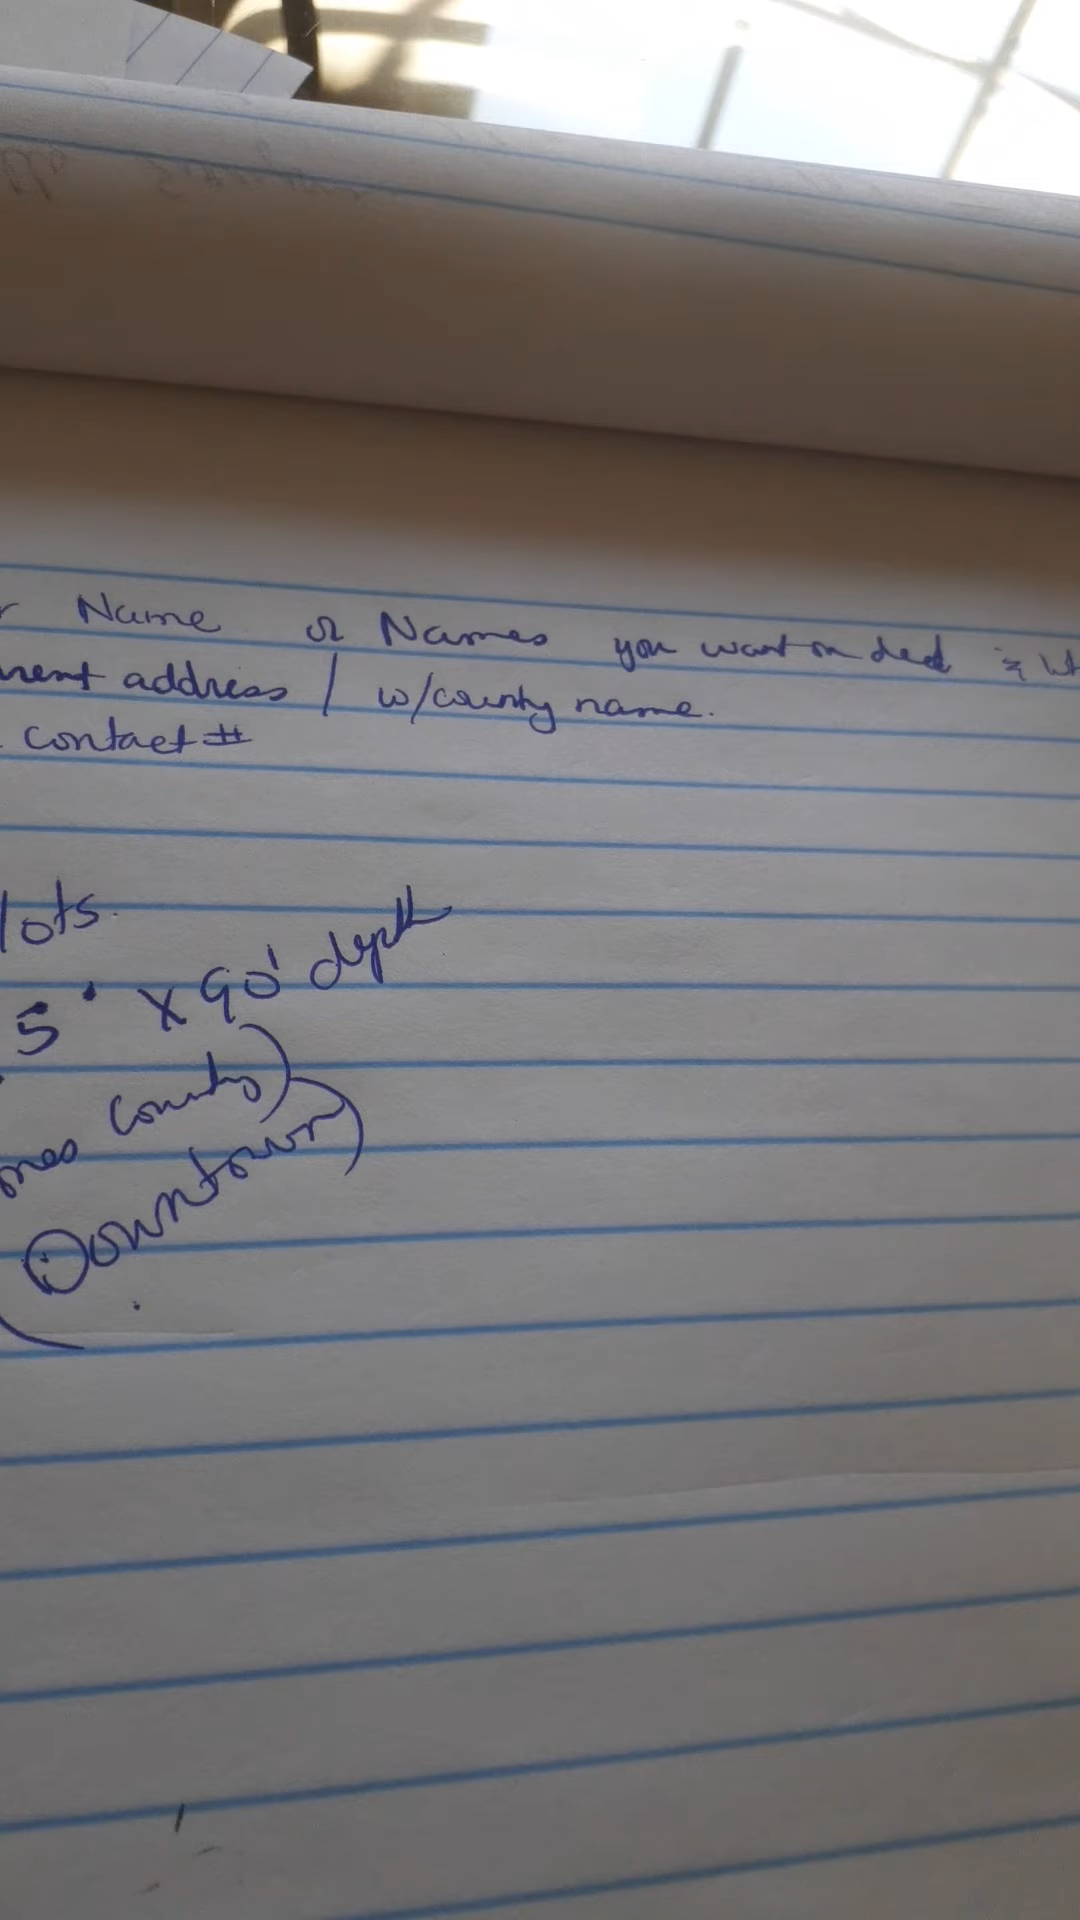 Name or Names you want on deed &
address / w/county name.
contact #
lots.
5' x 90' depth
County)
(Downtown)